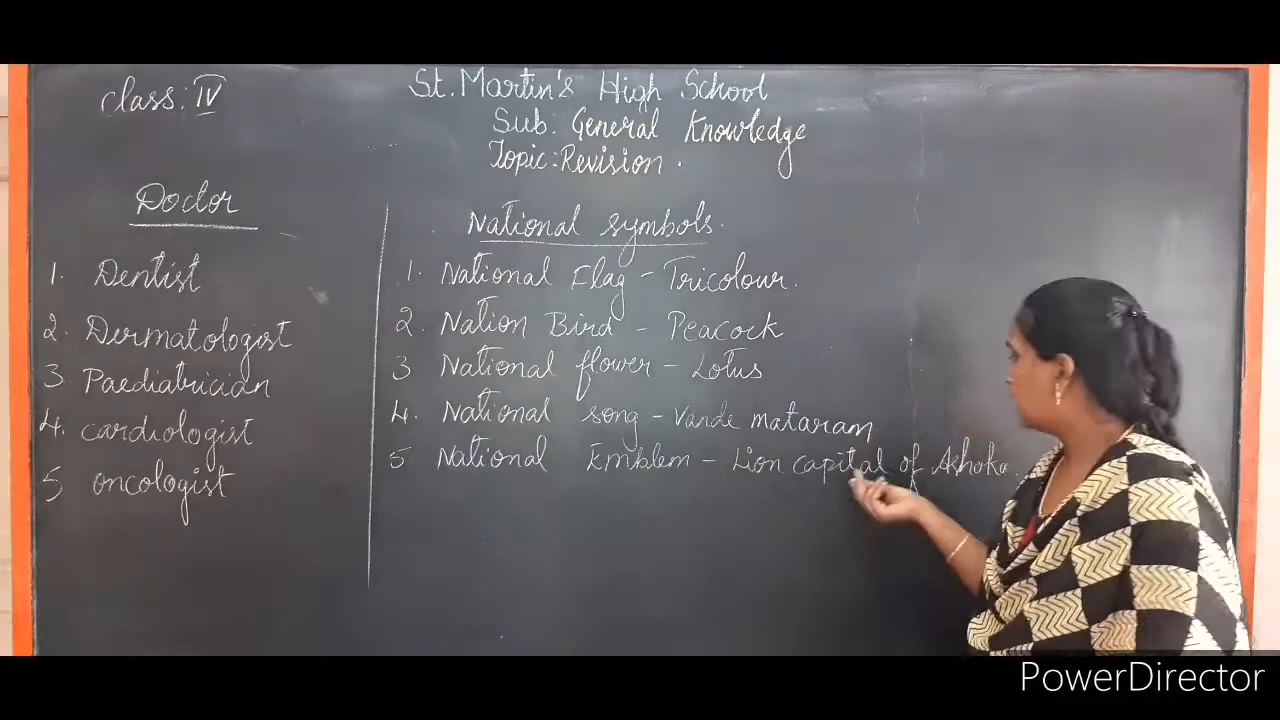 class: IV
St. Martin's High School
Sub: General Knowledge
Topic: Revision.
Doctor
1. Dentist
2. Dermatologist
3 Paediatrician
4. cardiologist
5 oncologist
National symbols.
1. National Flag - Tricolour.
2. Nation Bird - Peacock
3 National flower - Lotus
4. National song - Vande mataram
5 National Emblem - Lion capital of Ashoka.
PowerDirector